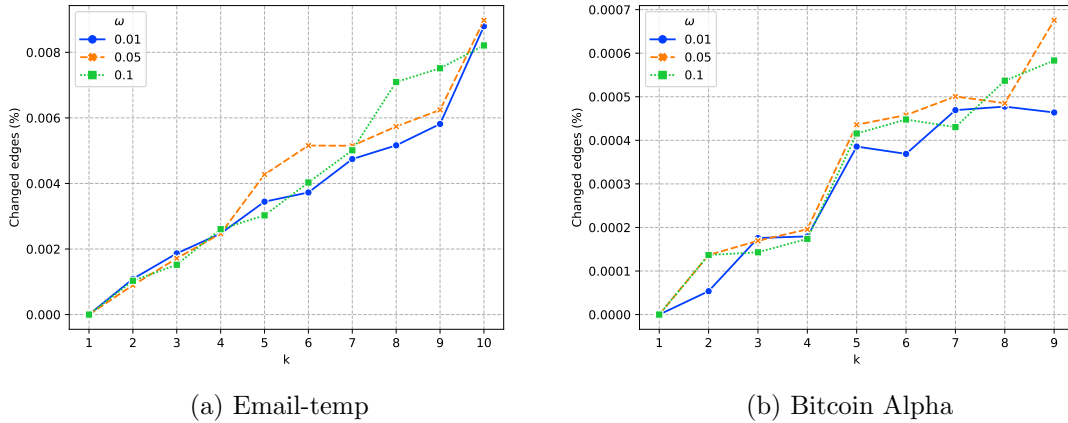 ω
0.01
0.05
0.1
0.008
0.006
0.004
0.002
0.000
Changed edges (%)
1 2 3 4 5 6 7 8 9 10
k
(a) Email-temp
ω
0.01
0.05
0.1
0.0007
0.0006
0.0005
0.0004
0.0003
0.0002
0.0001
0.0000
Changed edges (%)
1 2 3 4 5 6 7 8 9
k
(b) Bitcoin Alpha